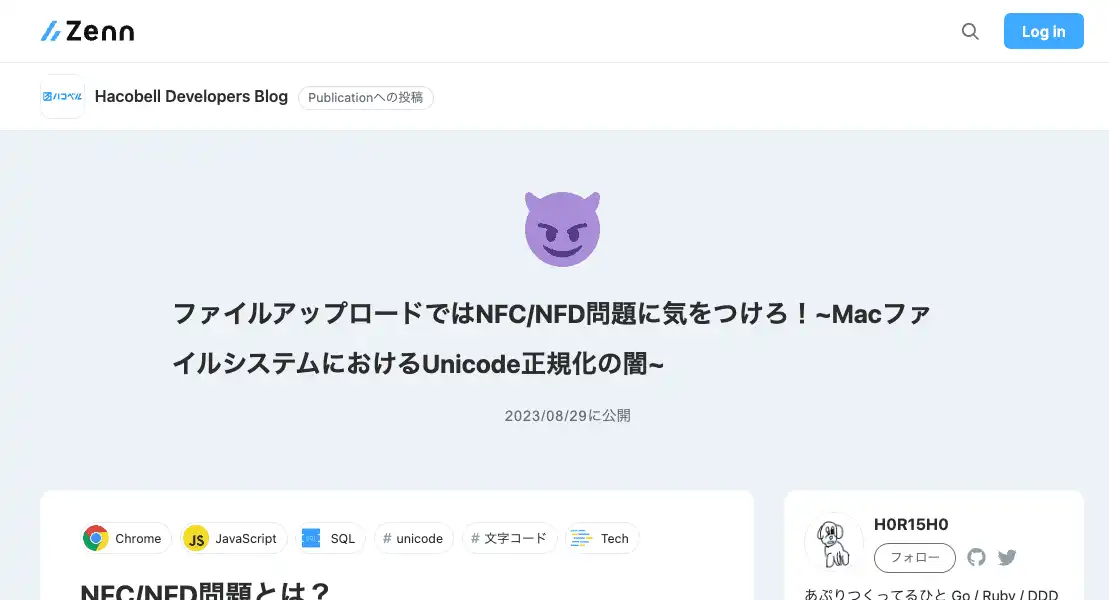 Zenn
Log in
ハコベル
Hacobell Developers Blog
Publicationへの投稿
ファイルアップロードではNFC/NFD問題に気をつけろ！~Macファ
イルシステムにおけるUnicode正規化の闇~
2023/08/29に公開
Chrome
JS JavaScript
SQL
# unicode
# 文字コード
Tech
NFC/NFD問題とは？
H0R15H0
フォロー
あぷりつくってるひと Go / Ruby / DDD